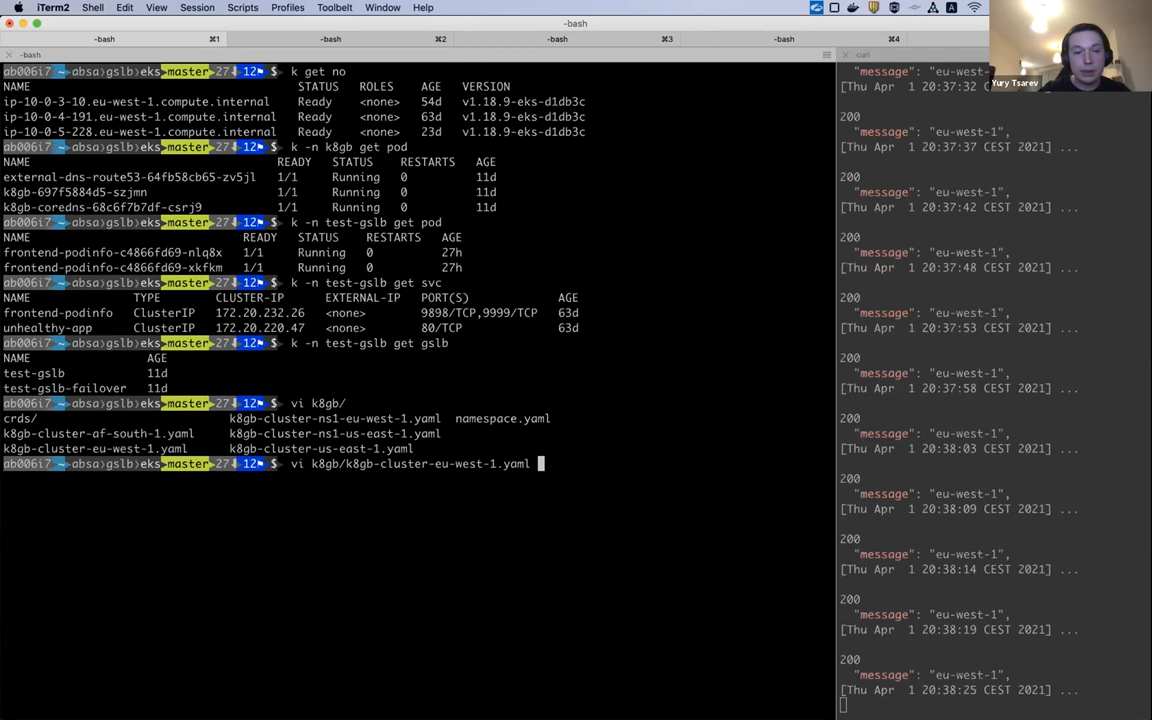 iTerm2 Shell Edit View Session Scripts Profiles Toolbelt Window Help
-bash
-bash ⌘1 -bash ⌘2 -bash ⌘3 -bash ⌘4
× -bash
curl
Yury Tsarev
ab006i7 ~ absa gslb eks master 27 12 $ k get no
NAME STATUS ROLES AGE VERSION
ip-10-0-3-10.eu-west-1.compute.internal Ready <none> 54d v1.18.9-eks-d1db3c
ip-10-0-4-191.eu-west-1.compute.internal Ready <none> 63d v1.18.9-eks-d1db3c
ip-10-0-5-228.eu-west-1.compute.internal Ready <none> 23d v1.18.9-eks-d1db3c
ab006i7 ~ absa gslb eks master 27 12 $ k -n k8gb get pod
NAME READY STATUS RESTARTS AGE
external-dns-route53-64fb58cb65-zv5jl 1/1 Running 0 11d
k8gb-697f5884d5-szjmn 1/1 Running 0 11d
k8gb-coredns-68c6f7b7df-csrj9 1/1 Running 0 11d
ab006i7 ~ absa gslb eks master 27 12 $ k -n test-gslb get pod
NAME READY STATUS RESTARTS AGE
frontend-podinfo-c4866fd69-nlq8x 1/1 Running 0 27h
frontend-podinfo-c4866fd69-xkfkm 1/1 Running 0 27h
ab006i7 ~ absa gslb eks master 27 12 $ k -n test-gslb get svc
NAME TYPE CLUSTER-IP EXTERNAL-IP PORT(S) AGE
frontend-podinfo ClusterIP 172.20.232.26 <none> 9898/TCP,9999/TCP 63d
unhealthy-app ClusterIP 172.20.220.47 <none> 80/TCP 63d
ab006i7 ~ absa gslb eks master 27 12 $ k -n test-gslb get gslb
NAME AGE
test-gslb 11d
test-gslb-failover 11d
ab006i7 ~ absa gslb eks master 27 12 $ vi k8gb/
crds/ k8gb-cluster-ns1-eu-west-1.yaml namespace.yaml
k8gb-cluster-af-south-1.yaml k8gb-cluster-ns1-us-east-1.yaml
k8gb-cluster-eu-west-1.yaml k8gb-cluster-us-east-1.yaml
ab006i7 ~ absa gslb eks master 27 12 $ vi k8gb/k8gb-cluster-eu-west-1.yaml
"message": "eu-west-
[Thu Apr 1 20:37:32
200
"message": "eu-west-1",
[Thu Apr 1 20:37:37 CEST 2021] ...
200
"message": "eu-west-1",
[Thu Apr 1 20:37:42 CEST 2021] ...
200
"message": "eu-west-1",
[Thu Apr 1 20:37:48 CEST 2021] ...
200
"message": "eu-west-1",
[Thu Apr 1 20:37:53 CEST 2021] ...
200
"message": "eu-west-1",
[Thu Apr 1 20:37:58 CEST 2021] ...
200
"message": "eu-west-1",
[Thu Apr 1 20:38:03 CEST 2021] ...
200
"message": "eu-west-1",
[Thu Apr 1 20:38:09 CEST 2021] ...
200
"message": "eu-west-1",
[Thu Apr 1 20:38:14 CEST 2021] ...
200
"message": "eu-west-1",
[Thu Apr 1 20:38:19 CEST 2021] ...
200
"message": "eu-west-1",
[Thu Apr 1 20:38:25 CEST 2021] ...